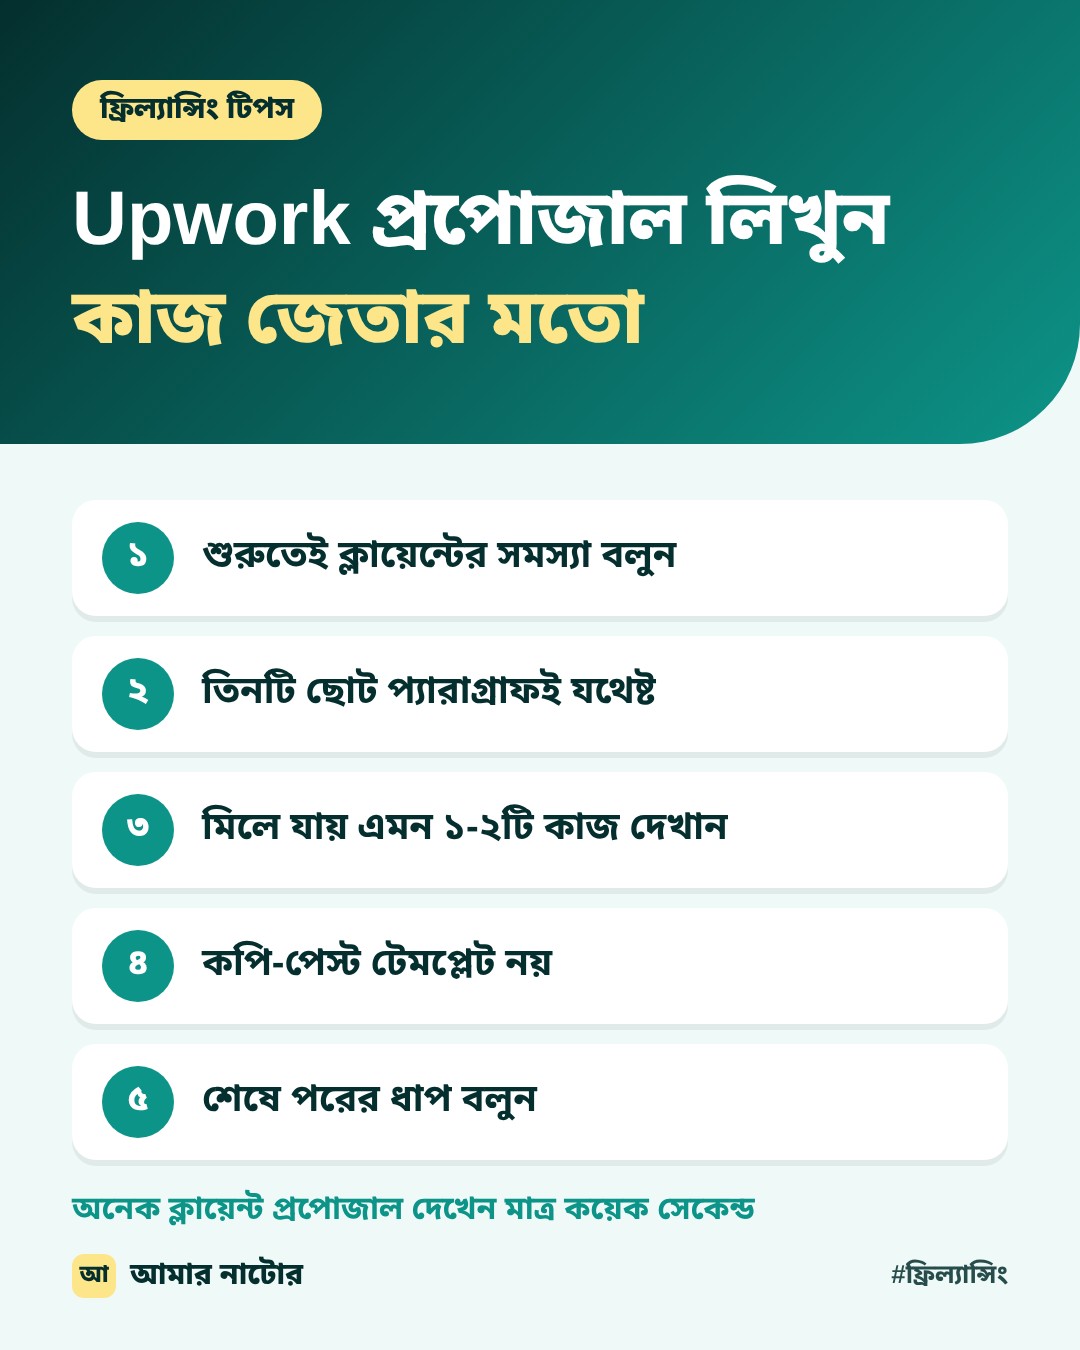 ফ্রিল্যান্সিং টিপস
Upwork প্রপোজাল লিখুন
কাজ জেতার মতো
১ শুরুতেই ক্লায়েন্টের সমস্যা বলুন
২ তিনটি ছোট প্যারাগ্রাফই যথেষ্ট
৩ মিলে যায় এমন ১-২টি কাজ দেখান
৪ কপি-পেস্ট টেমপ্লেট নয়
৫ শেষে পরের ধাপ বলুন
অনেক ক্লায়েন্ট প্রপোজাল দেখেন মাত্র কয়েক সেকেন্ড
আ আমার নাটোর
#ফ্রিল্যান্সিং